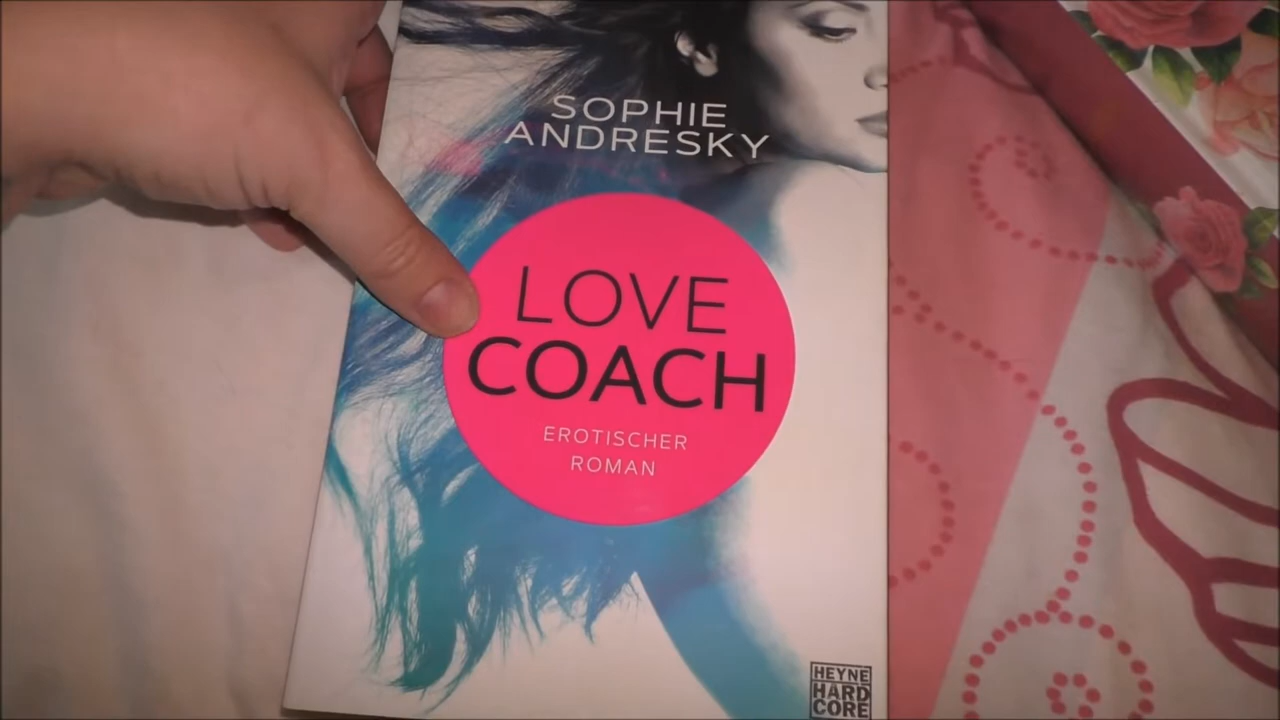 SOPHIE
ANDRESKY
LOVE
COACH
EROTISCHER
ROMAN
HEYNE
HARD
CORE